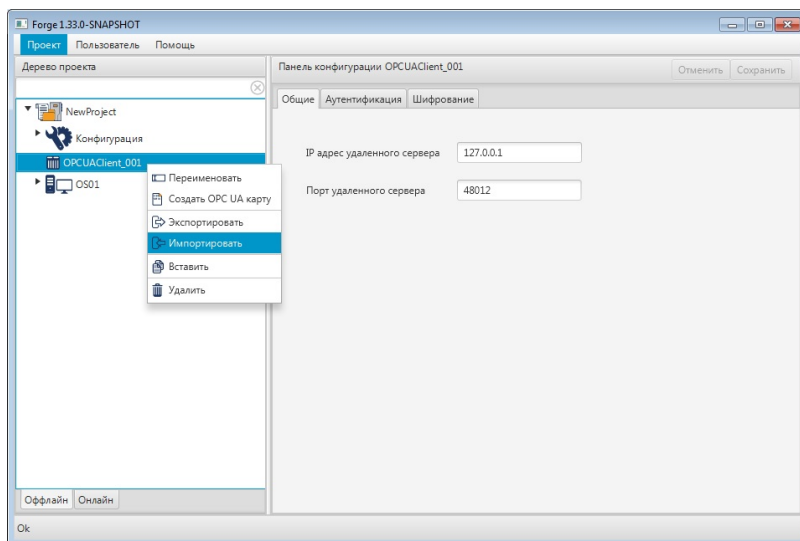 Forge 1.33.0-SNAPSHOT
Проект Пользователь Помощь
Дерево проекта
Панель конфигурации OPCUAClient_001
Отменить Сохранить
NewProject
Конфигурация
OPCUAClient_001
OS01
Переименовать
Создать OPC UA карту
Экспортировать
Импортировать
Вставить
Удалить
Общие Аутентификация Шифрование
IP адрес удаленного сервера 127.0.0.1
Порт удаленного сервера 48012
Оффлайн Онлайн
Ok